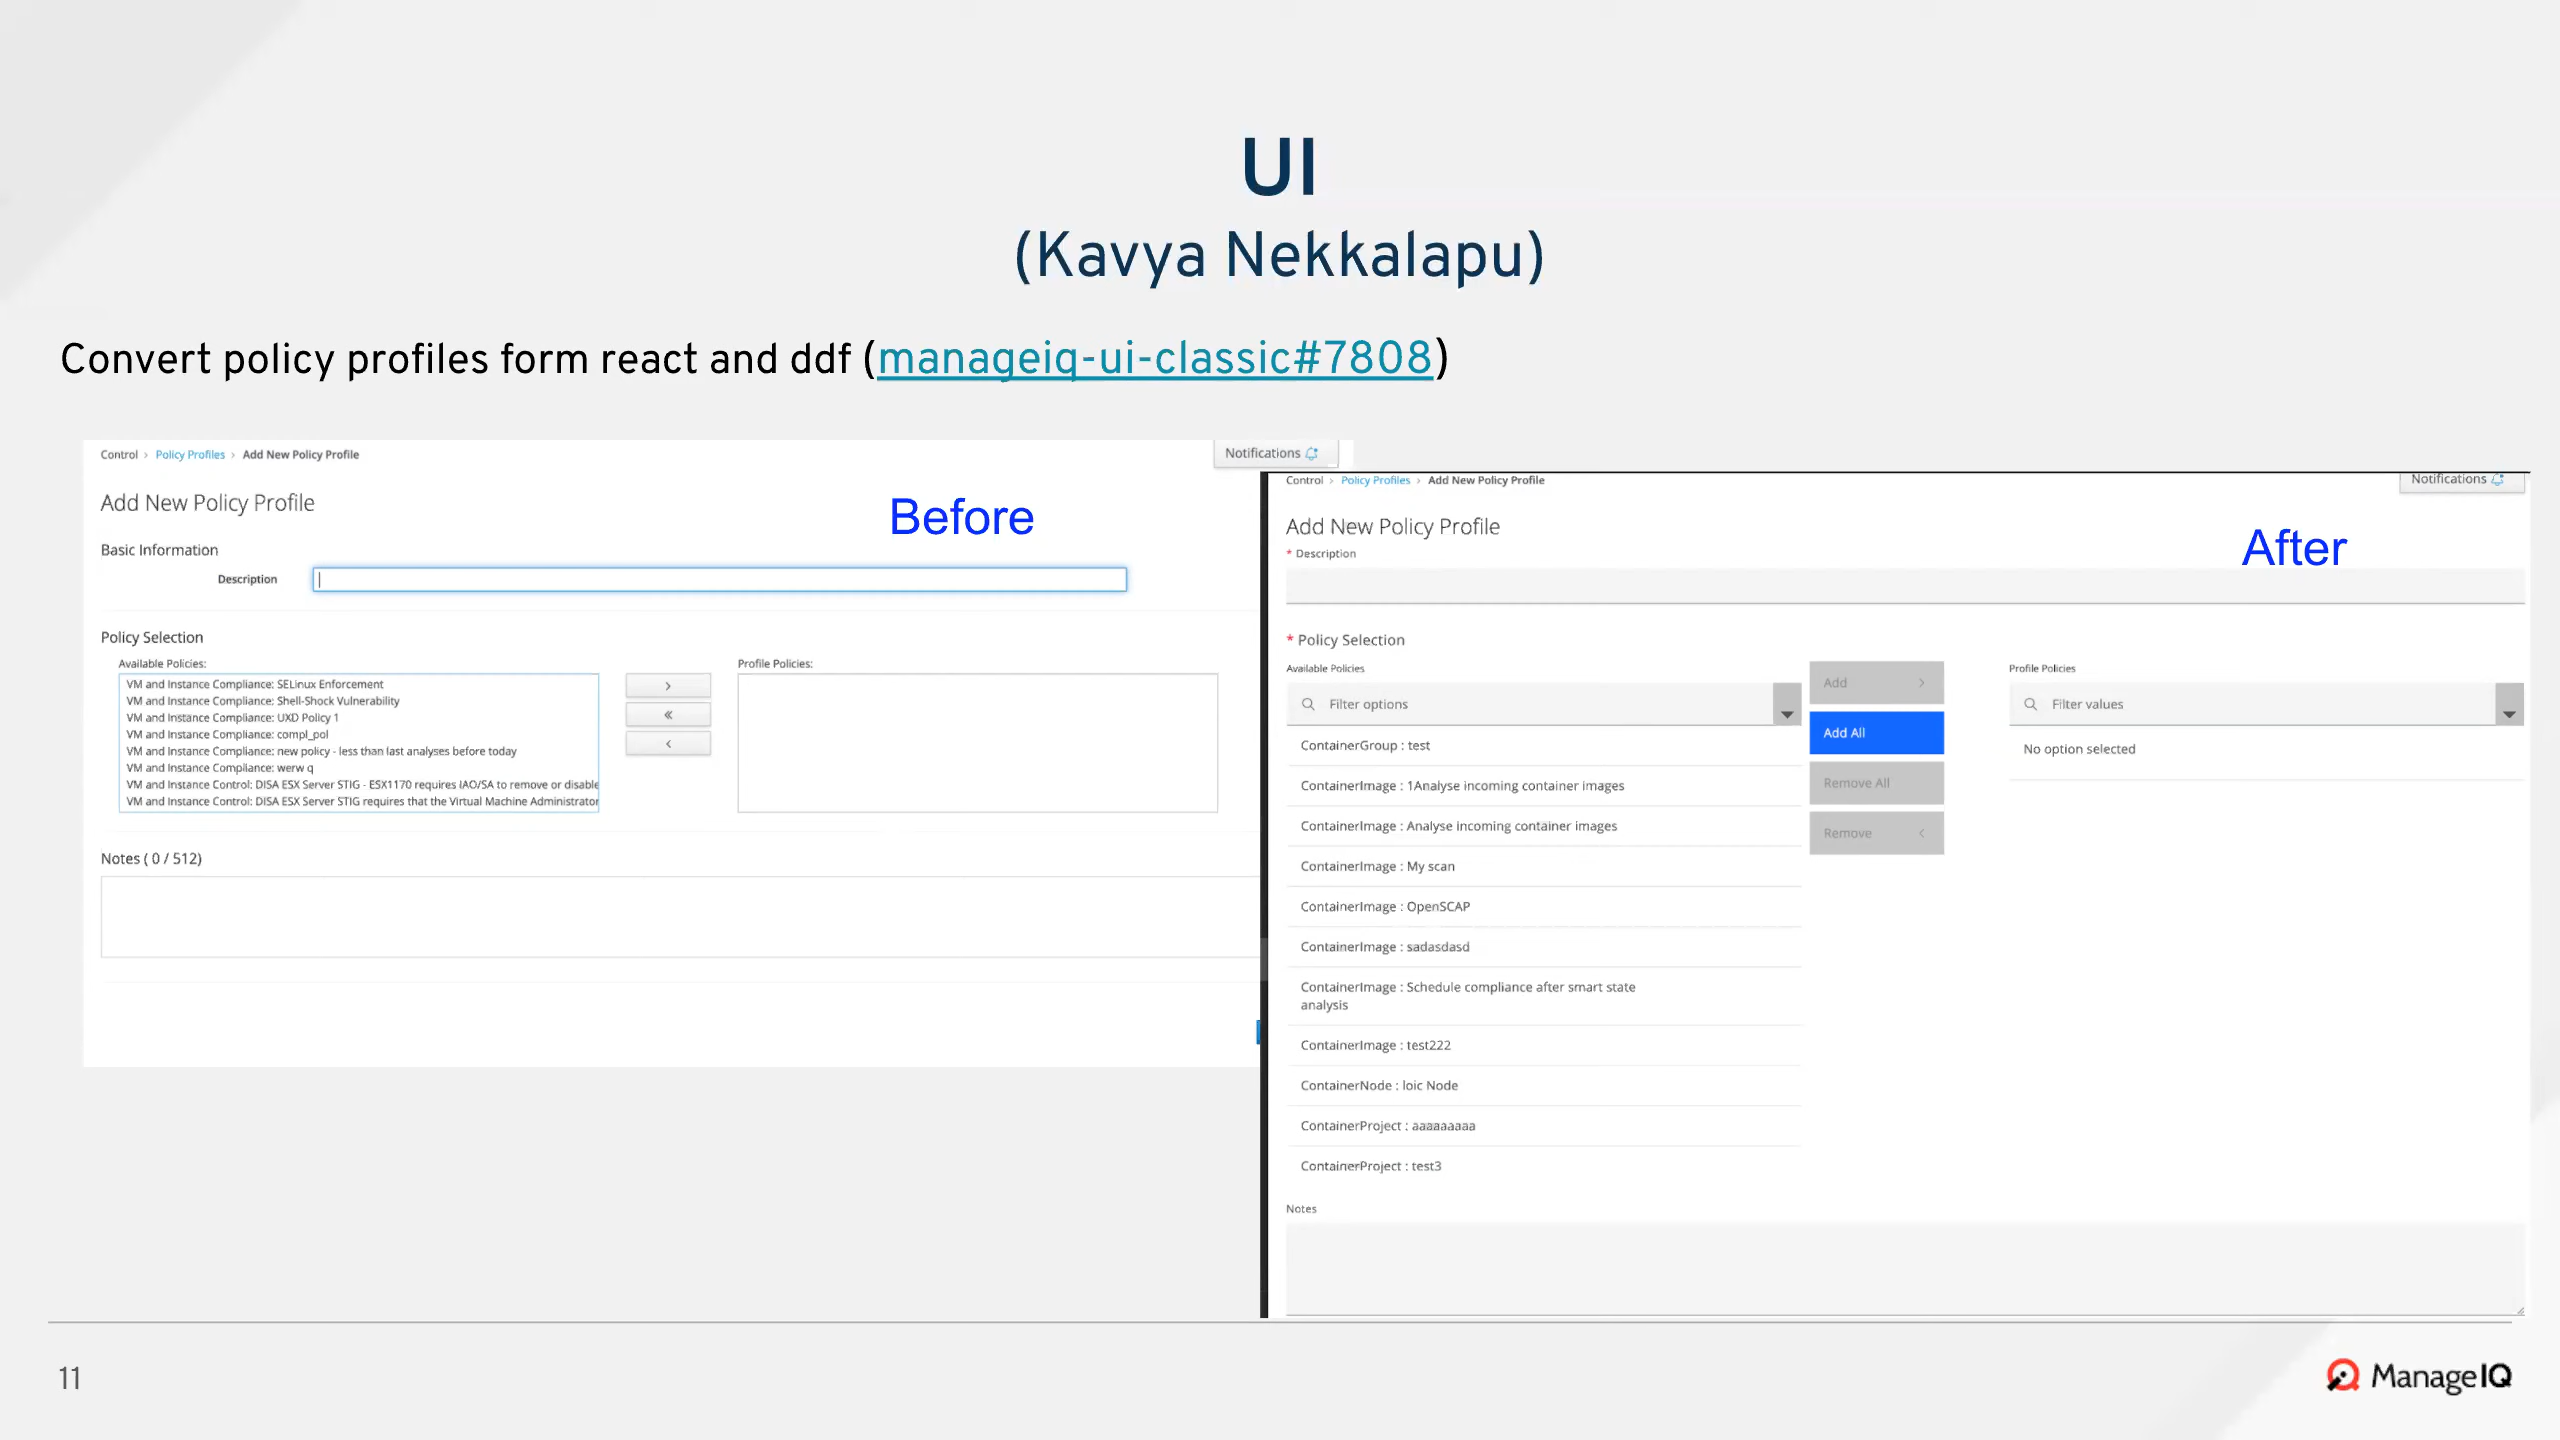 UI
(Kavya Nekkalapu)
Convert policy profiles form react and ddf (manageiq-ui-classic#7808)
Control > Policy Profiles > Add New Policy Profile
Notifications
Add New Policy Profile
Before
Basic Information
Description
Policy Selection
Available Policies:
Profile Policies:
VM and Instance Compliance: SELinux Enforcement
VM and Instance Compliance: Shell-Shock Vulnerability
VM and Instance Compliance: UXD Policy 1
VM and Instance Compliance: compl_pol
VM and Instance Compliance: new policy - less than last analyses before today
VM and Instance Compliance: werw q
VM and Instance Control: DISA ESX Server STIG - ESX1170 requires IAO/SA to remove or disable
VM and Instance Control: DISA ESX Server STIG requires that the Virtual Machine Administrator
>
«
<
Notes ( 0 / 512)
Control > Policy Profiles > Add New Policy Profile
Notifications
Add New Policy Profile
After
* Description
* Policy Selection
Available Policies
Profile Policies
Filter options
Add >
Add All
Remove All
Remove <
Filter values
No option selected
ContainerGroup : test
ContainerImage : 1Analyse incoming container images
ContainerImage : Analyse incoming container images
ContainerImage : My scan
ContainerImage : OpenSCAP
ContainerImage : sadasdasd
ContainerImage : Schedule compliance after smart state
analysis
ContainerImage : test222
ContainerNode : loic Node
ContainerProject : aaaaaaaaa
ContainerProject : test3
Notes
11
ManageIQ